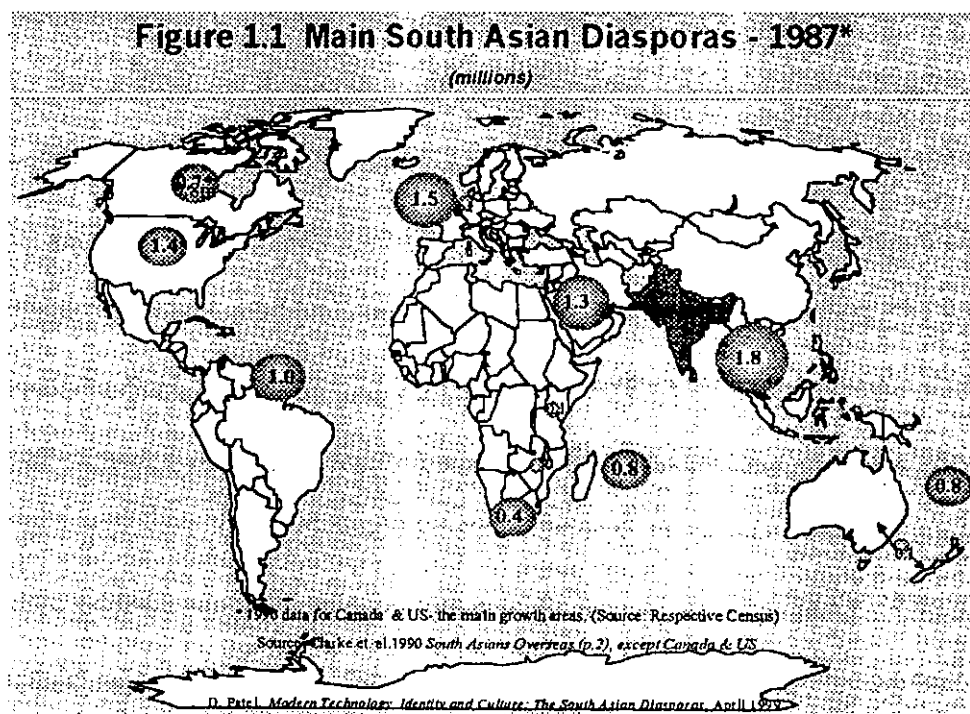 Figure 1.1 Main South Asian Diasporas - 1987*
(millions)
1.5
1.4
1.3
1.8
1.0
0.8
0.8
0.4
data for Canada & US- the main growth areas. (Source: Respective Census)
Source: Clarke et el.1990 South Asians Overseas (p.2), except Canada & US
D. Patel, Modern Technology, Identity and Culture: The South Asian Diasporas, April 1999